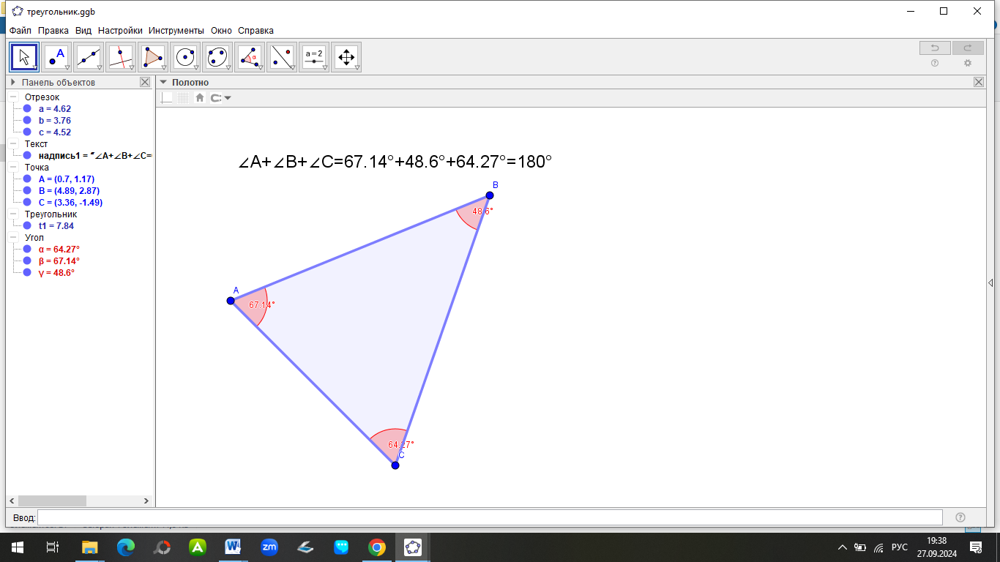 треугольник.ggb
Файл Правка Вид Настройки Инструменты Окно Справка
A α a=2
Панель объектов
Полотно
Отрезок
a = 4.62
b = 3.76
c = 4.52
Текст
надпись1 = “∠A+∠B+∠C=
Точка
A = (0.7, 1.17)
B = (4.89, 2.87)
C = (3.36, -1.49)
Треугольник
t1 = 7.84
Угол
α = 64.27°
β = 67.14°
γ = 48.6°
∠A+∠B+∠C=67.14°+48.6°+64.27°=180°
B
48.6°
A
67.14°
64.27°
C
Ввод:
A W zm
РУС
19:38
27.09.2024